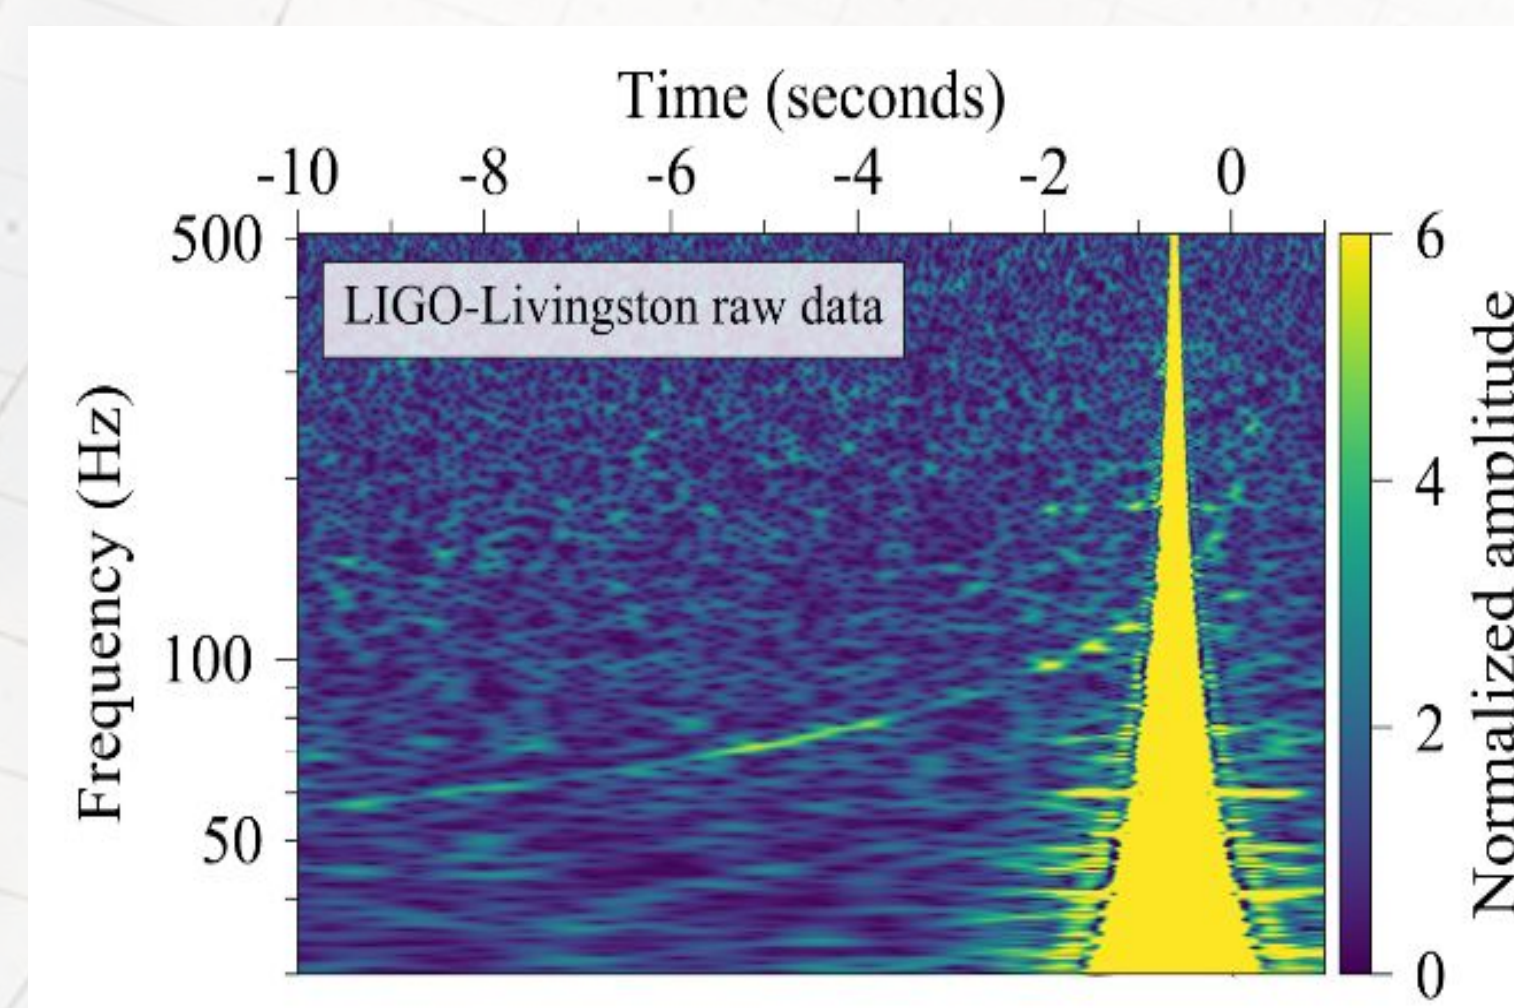 Time (seconds)
-10 -8 -6 -4 -2 0
500
LIGO-Livingston raw data
100
50
Frequency (Hz)
6
4
2
0
Normalized amplitude